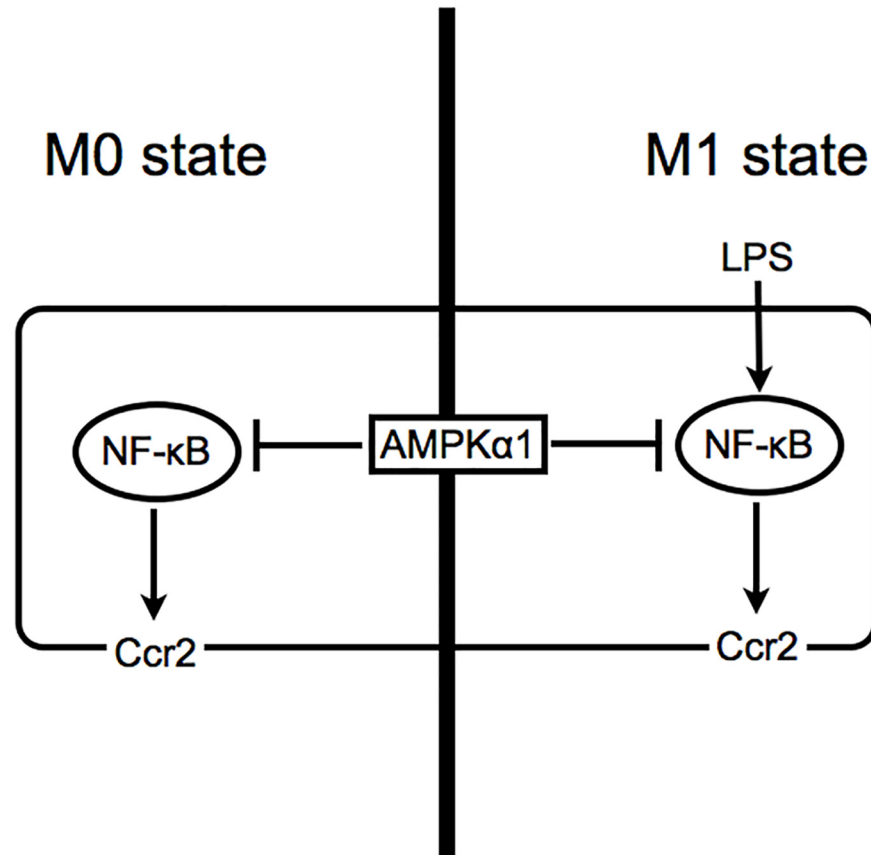 M0 state
M1 state
LPS
NF-κB
AMPKα1
NF-κB
Ccr2
Ccr2